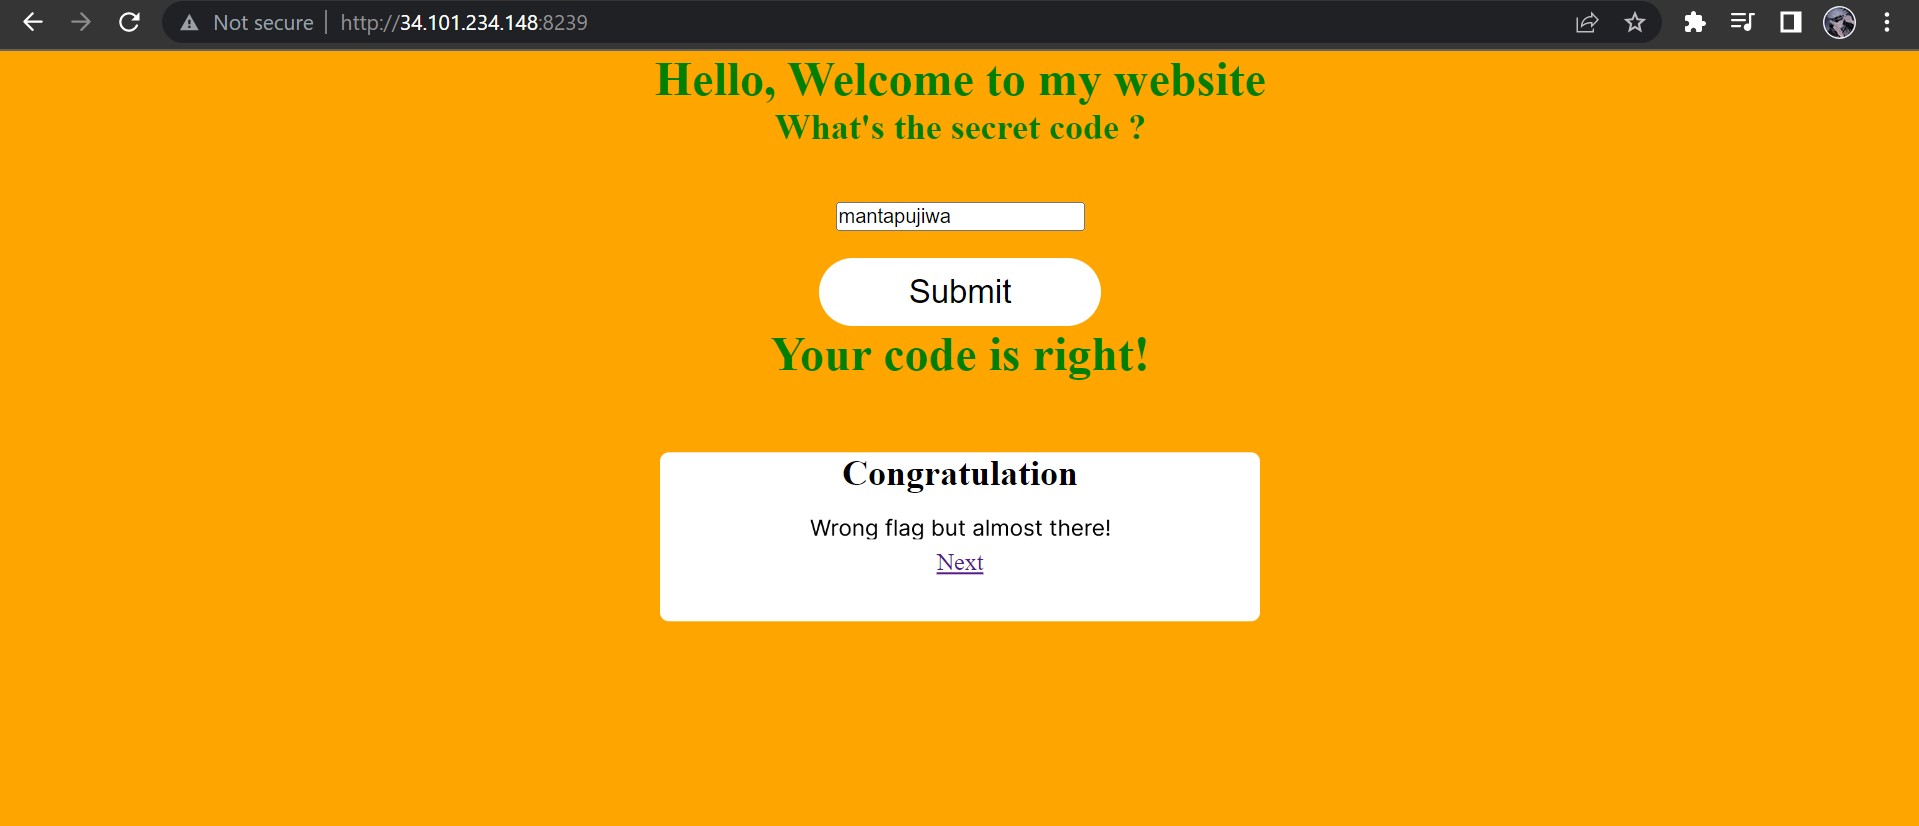 Not secure | http://34.101.234.148:8239
Hello, Welcome to my website
What's the secret code ?
mantapujiwa
Submit
Your code is right!
Congratulation
Wrong flag but almost there!
Next